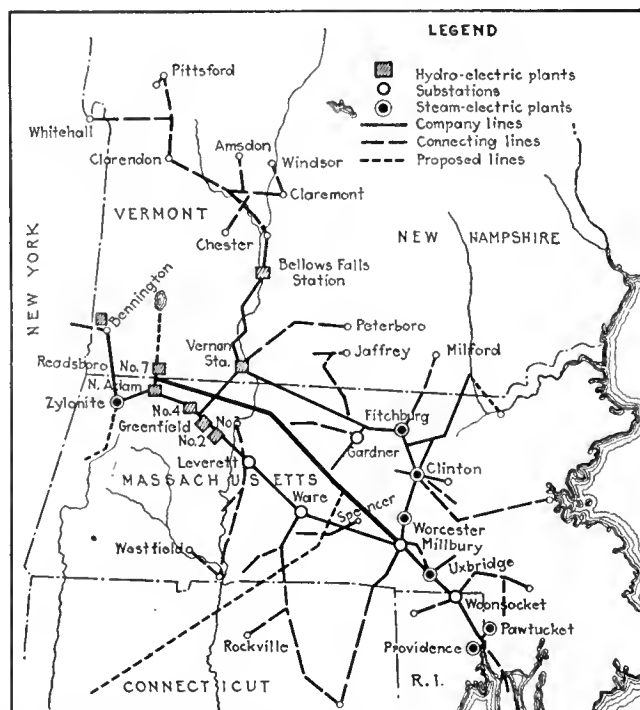 LEGEND
Hydro-electric plants
Substations
Steam-electric plants
Company lines
Connecting lines
Proposed lines
Pittsford
Whitehall
Clarendon
Amsdon
Windsor
Claremont
VERMONT
Chester
NEW HAMPSHIRE
Bellows Falls
Station
NEW YORK
Bennington
Peterboro
Vernon
Sta.
Jaffrey
Milford
Readsboro
No. 7
N. Adam
Zylonite
No. 4
Greenfield
No. 2
Fitchburg
Gardner
Leverett
Clinton
MASSACHUSETTS
Ware
Spencer
Worcester
Millbury
Westfield
Uxbridge
Woonsocket
Rockville
Pawtucket
Providence
CONNECTICUT
R.I.